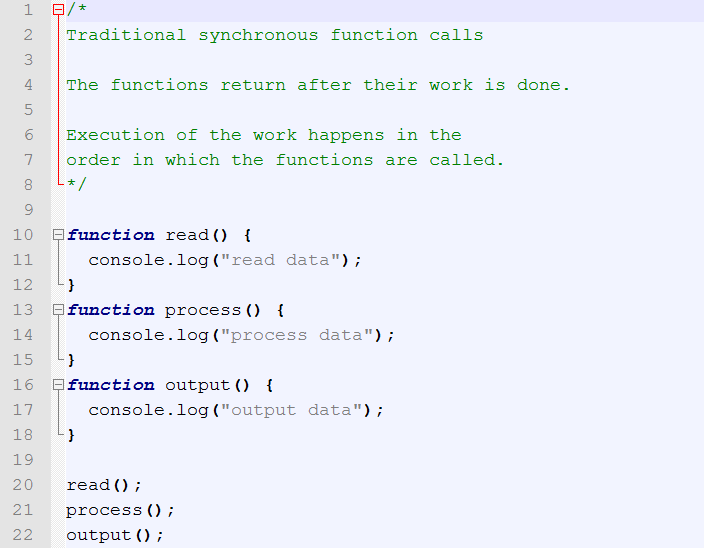 1 /*
2 Traditional synchronous function calls
3
4 The functions return after their work is done.
5
6 Execution of the work happens in the
7 order in which the functions are called.
8 */
9
10 function read() {
11   console.log("read data");
12 }
13 function process() {
14   console.log("process data");
15 }
16 function output() {
17   console.log("output data");
18 }
19
20 read();
21 process();
22 output();